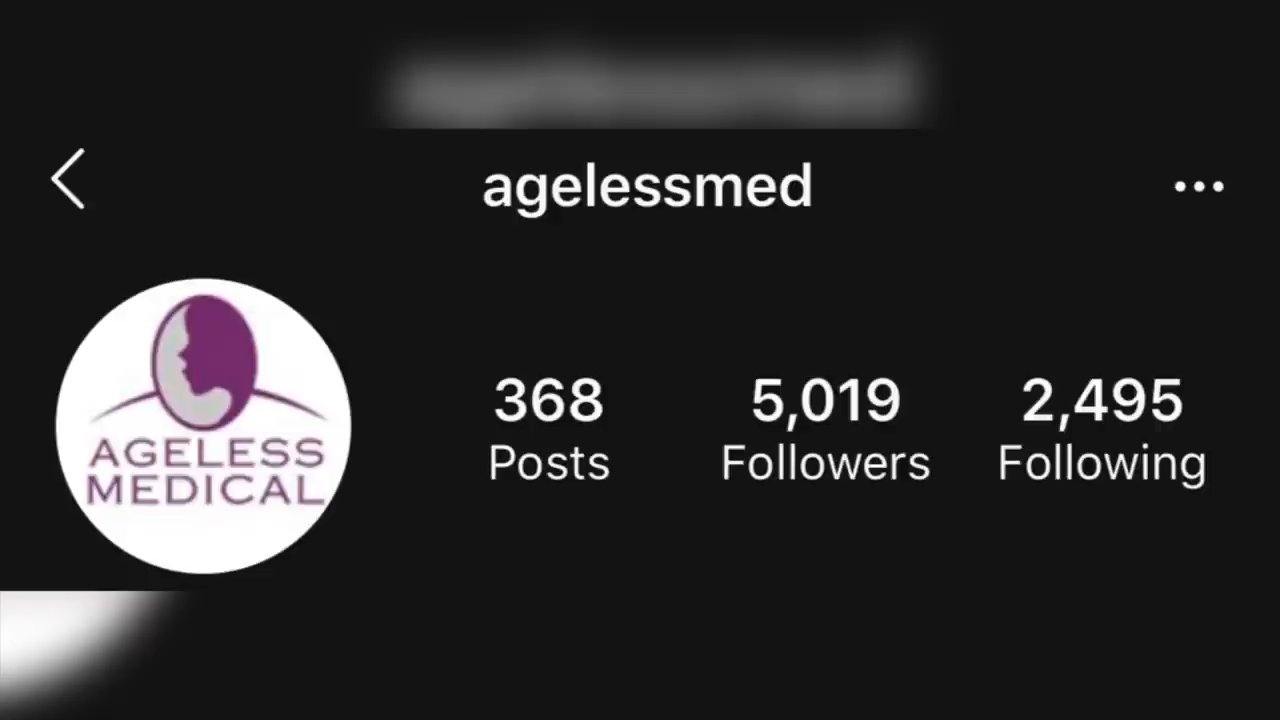 agelessmed
AGELESS
MEDICAL
368
Posts
5,019
Followers
2,495
Following